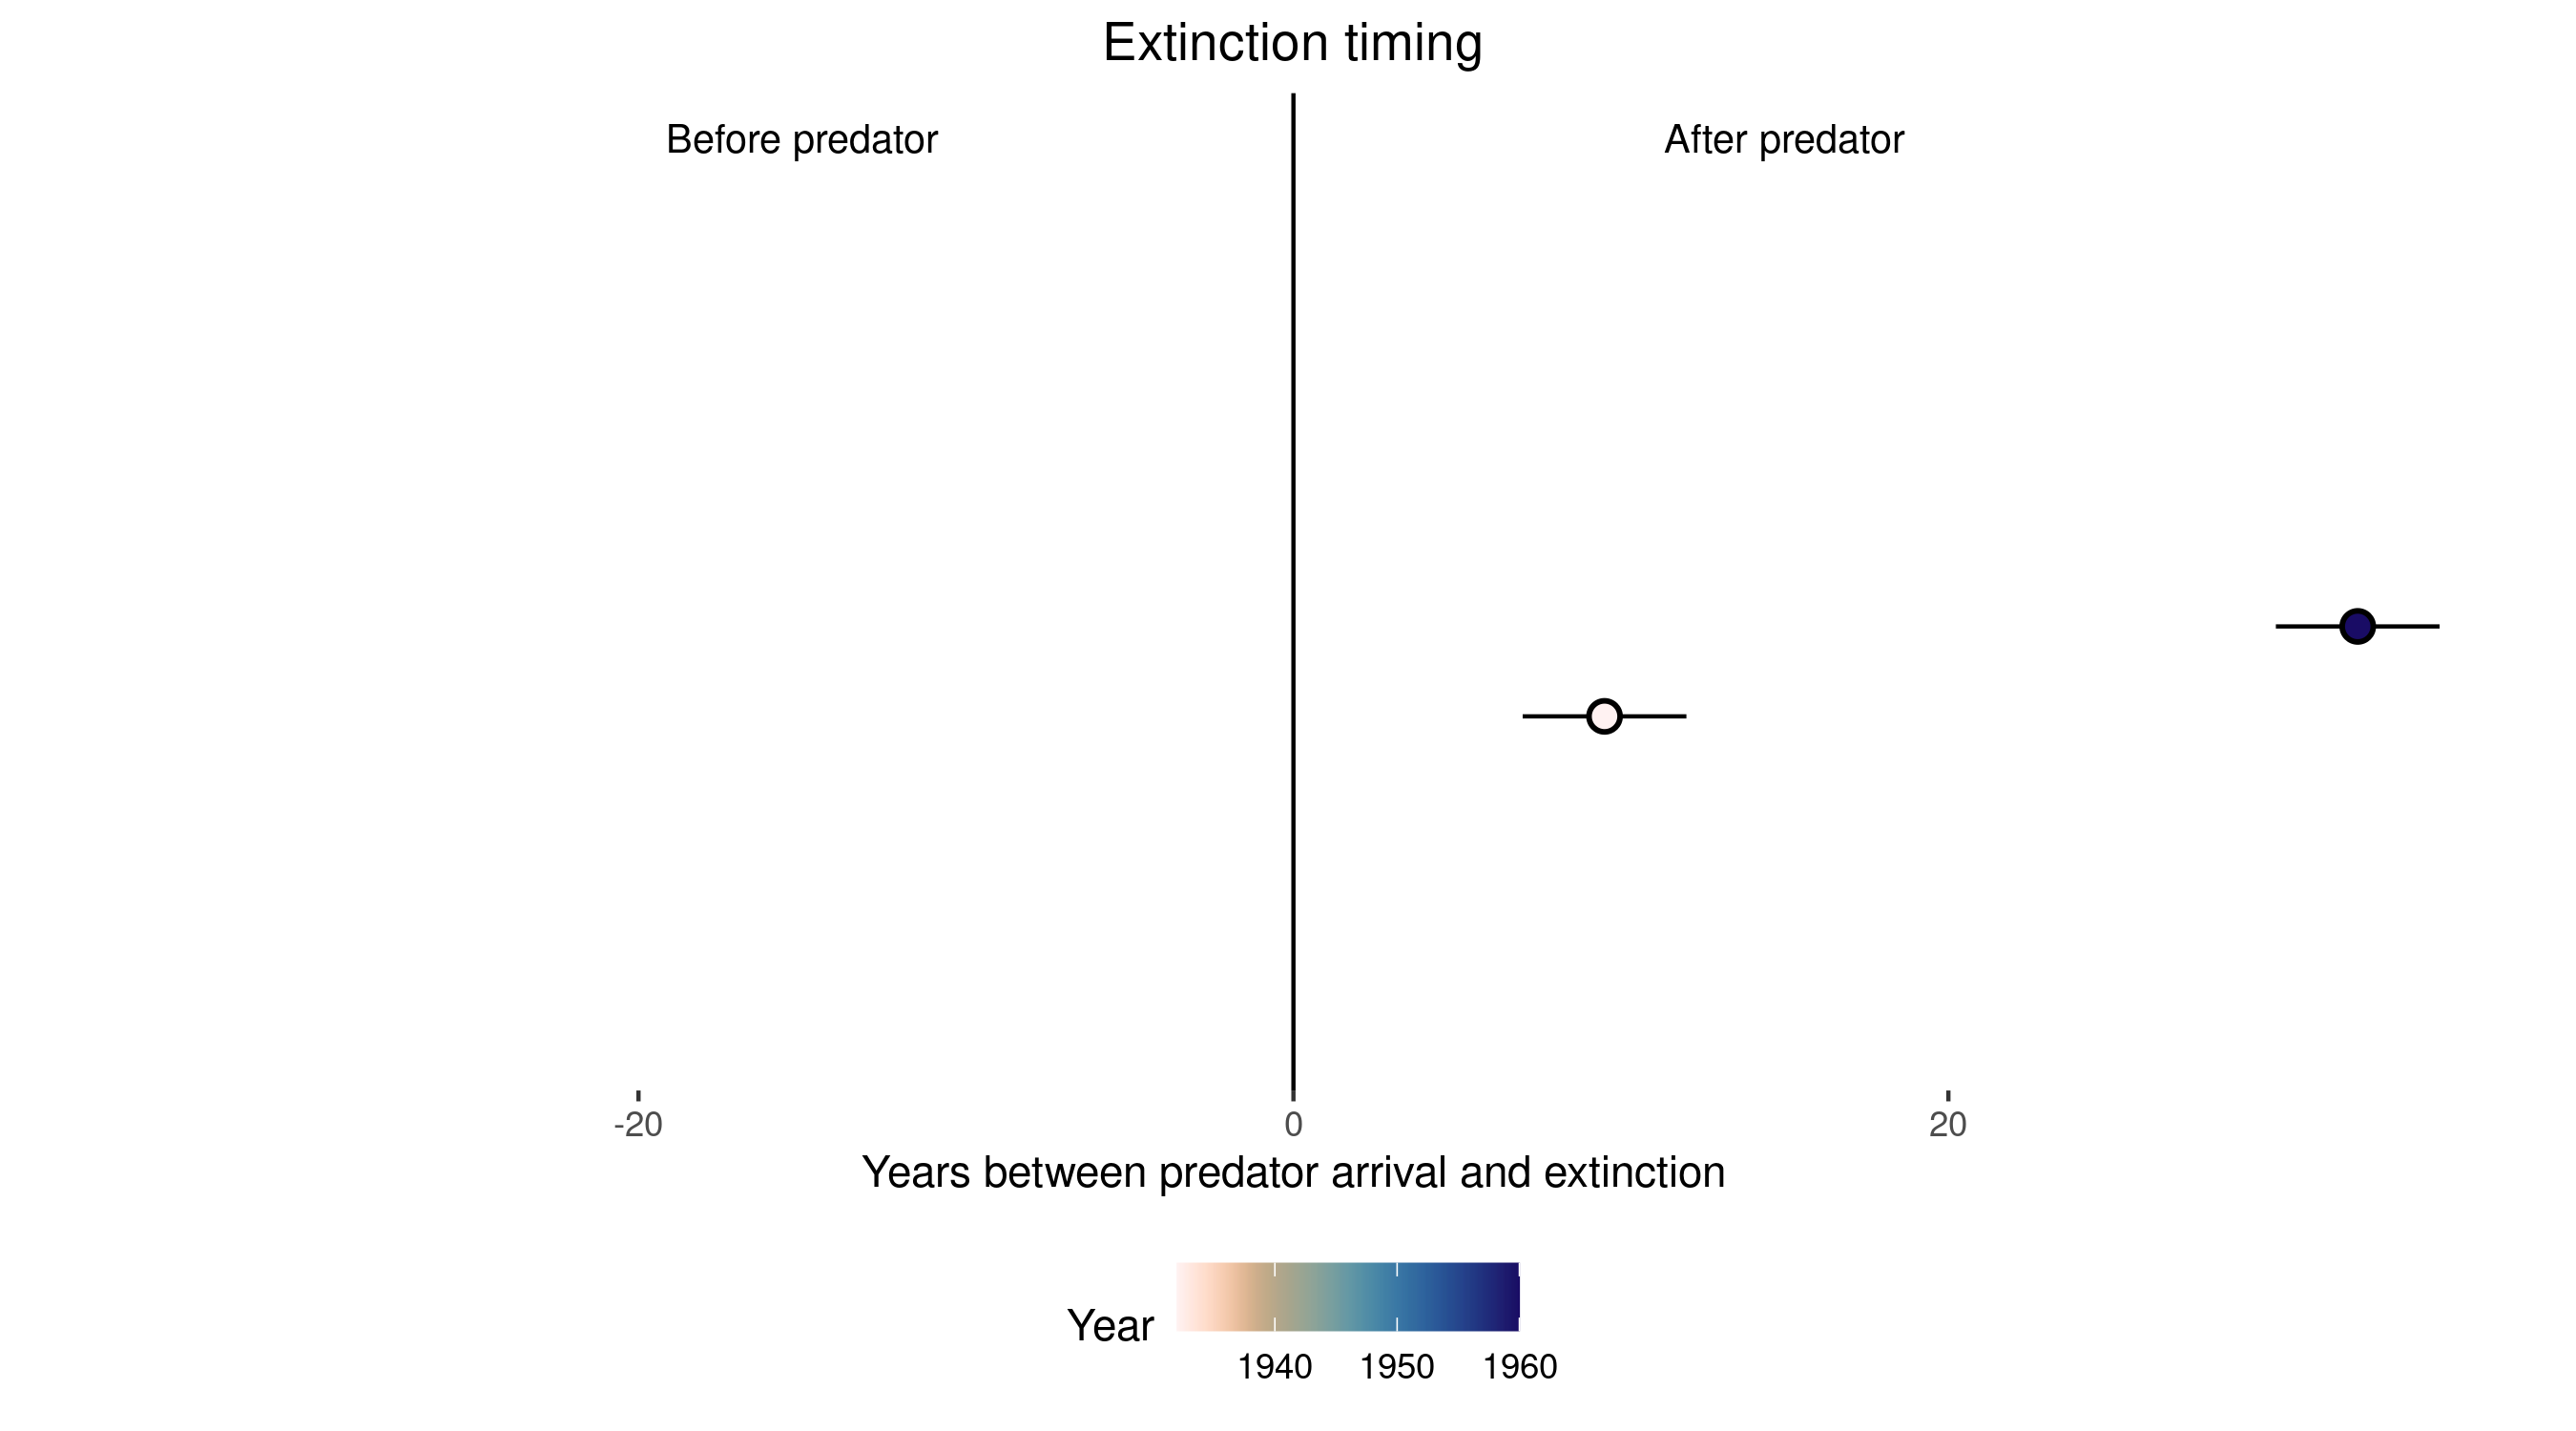 Extinction timing
Before predator
After predator
-20
0
20
Years between predator arrival and extinction
Year
1940
1950
1960